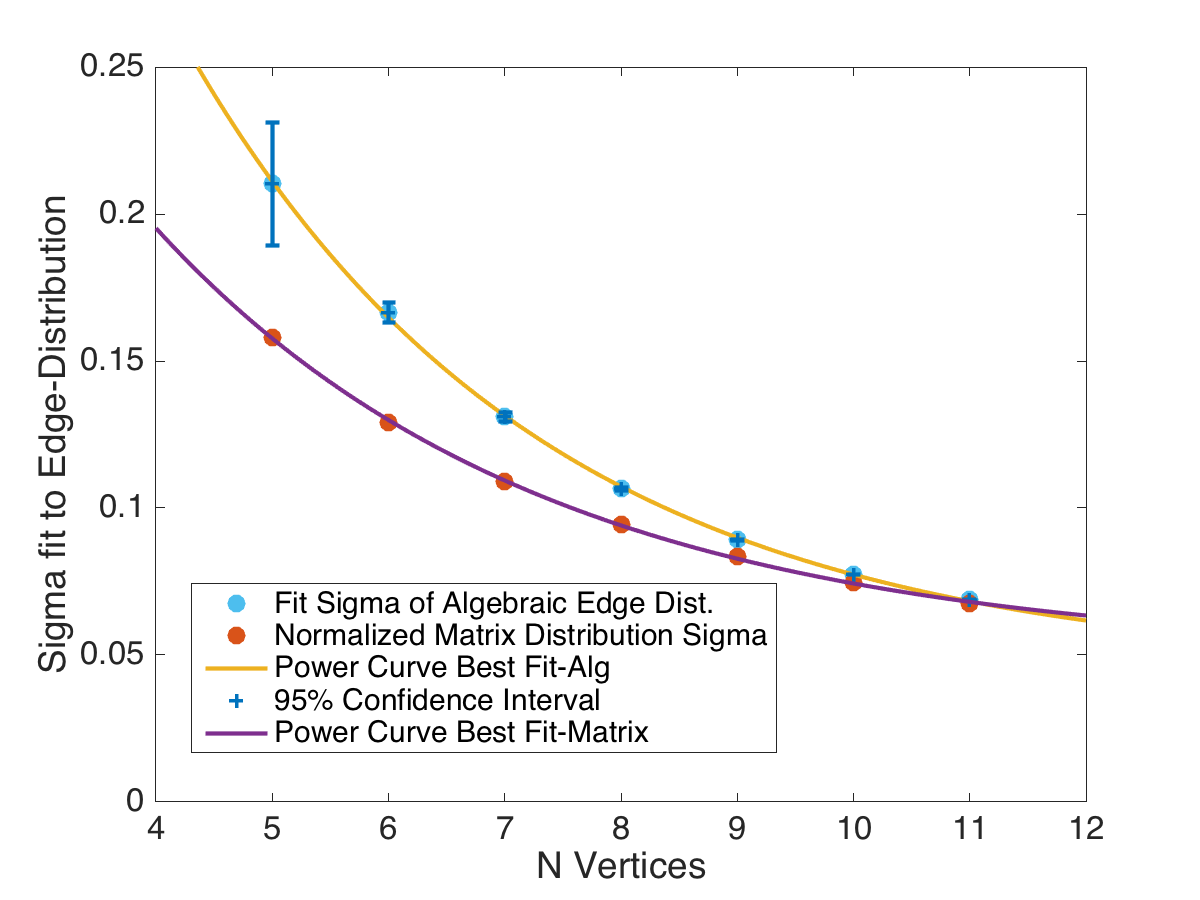 0.25
0.2
0.15
0.1
0.05
0
Sigma fit to Edge-Distribution
Fit Sigma of Algebraic Edge Dist.
Normalized Matrix Distribution Sigma
Power Curve Best Fit-Alg
95% Confidence Interval
Power Curve Best Fit-Matrix
4 5 6 7 8 9 10 11 12
N Vertices